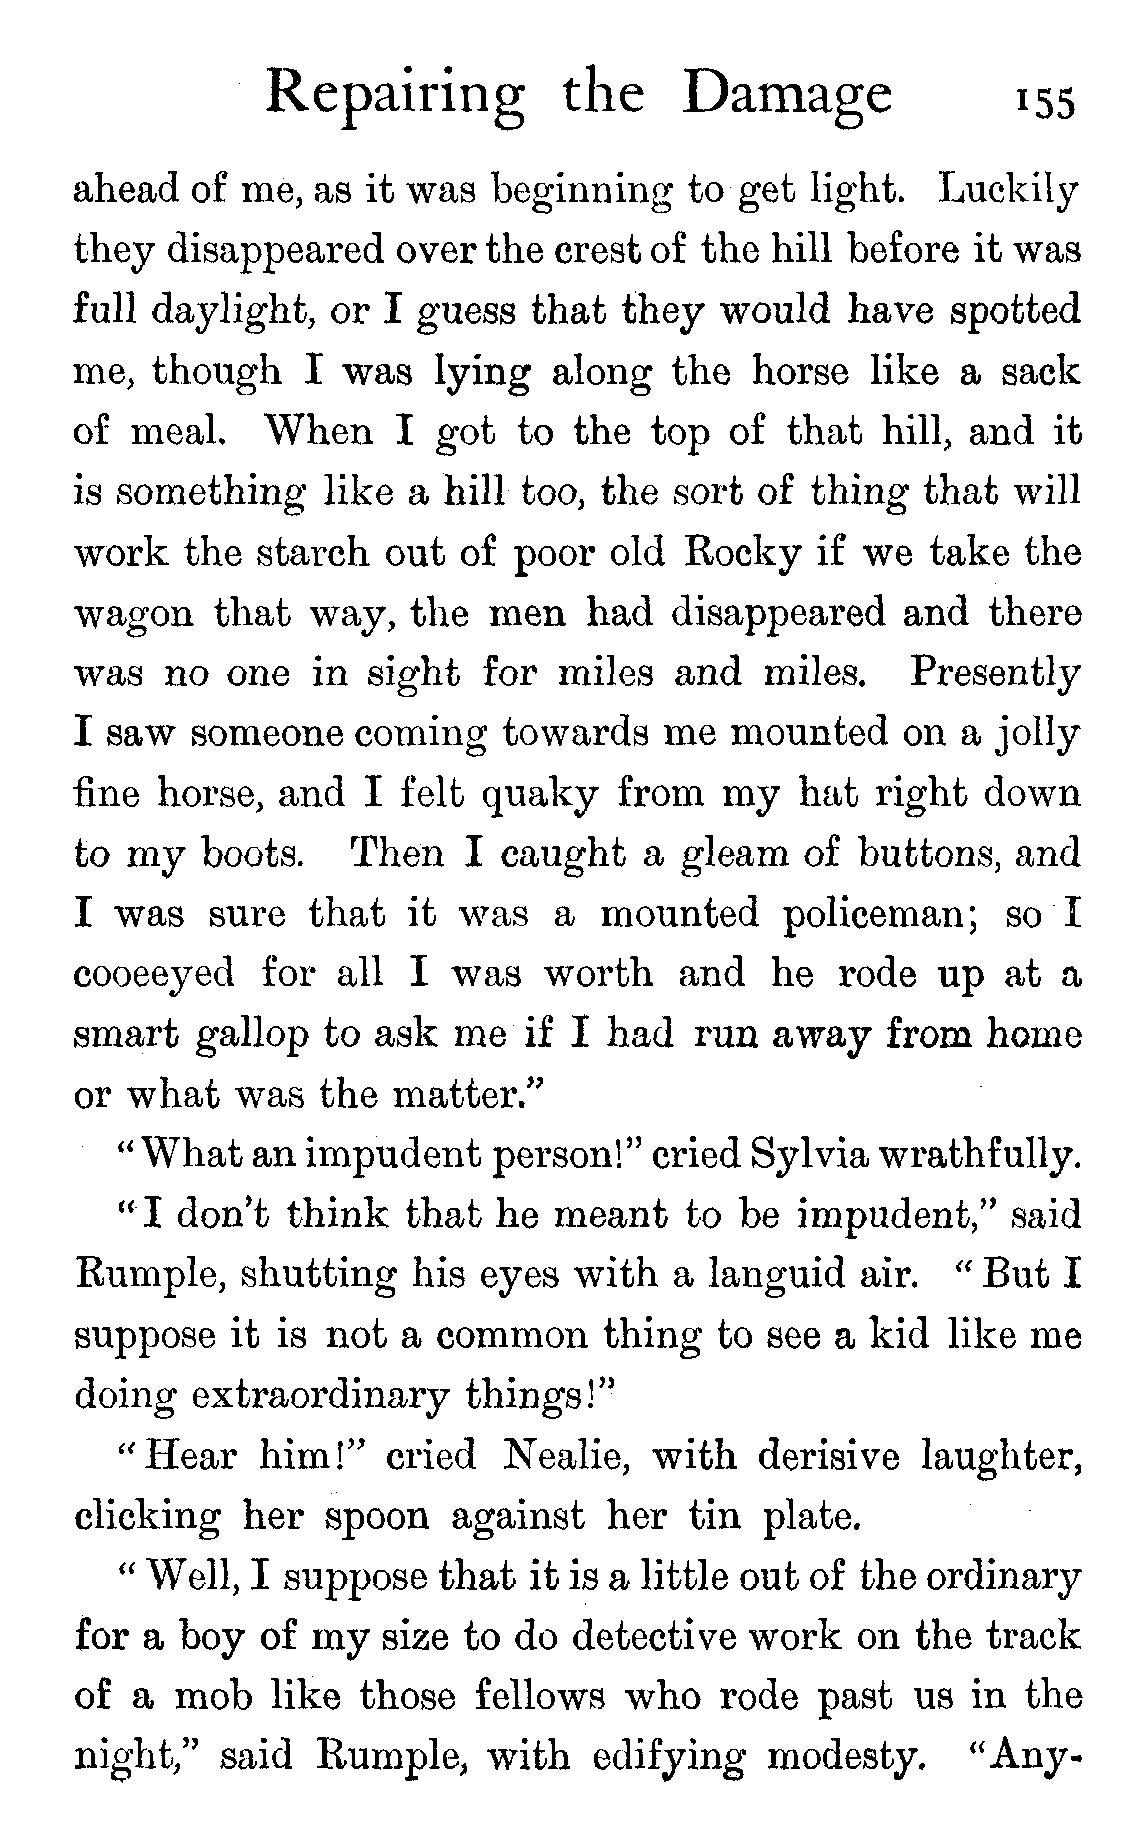 Repairing the Damage 155
ahead of me, as it was beginning to get light. Luckily
they disappeared over the crest of the hill before it was
full daylight, or I guess that they would have spotted
me, though I was lying along the horse like a sack
of meal. When I got to the top of that hill, and it
is something like a hill too, the sort of thing that will
work the starch out of poor old Rocky if we take the
wagon that way, the men had disappeared and there
was no one in sight for miles and miles. Presently
I saw someone coming towards me mounted on a jolly
fine horse, and I felt quaky from my hat right down
to my boots. Then I caught a gleam of buttons, and
I was sure that it was a mounted policeman; so I
cooeeyed for all I was worth and he rode up at a
smart gallop to ask me if I had run away from home
or what was the matter.”
“What an impudent person!” cried Sylvia wrathfully.
“I don't think that he meant to be impudent,” said
Rumple, shutting his eyes with a languid air. “But I
suppose it is not a common thing to see a kid like me
doing extraordinary things!”
“Hear him!” cried Nealie, with derisive laughter,
clicking her spoon against her tin plate.
“Well, I suppose that it is a little out of the ordinary
for a boy of my size to do detective work on the track
of a mob like those fellows who rode past us in the
night,” said Rumple, with edifying modesty. “Any-